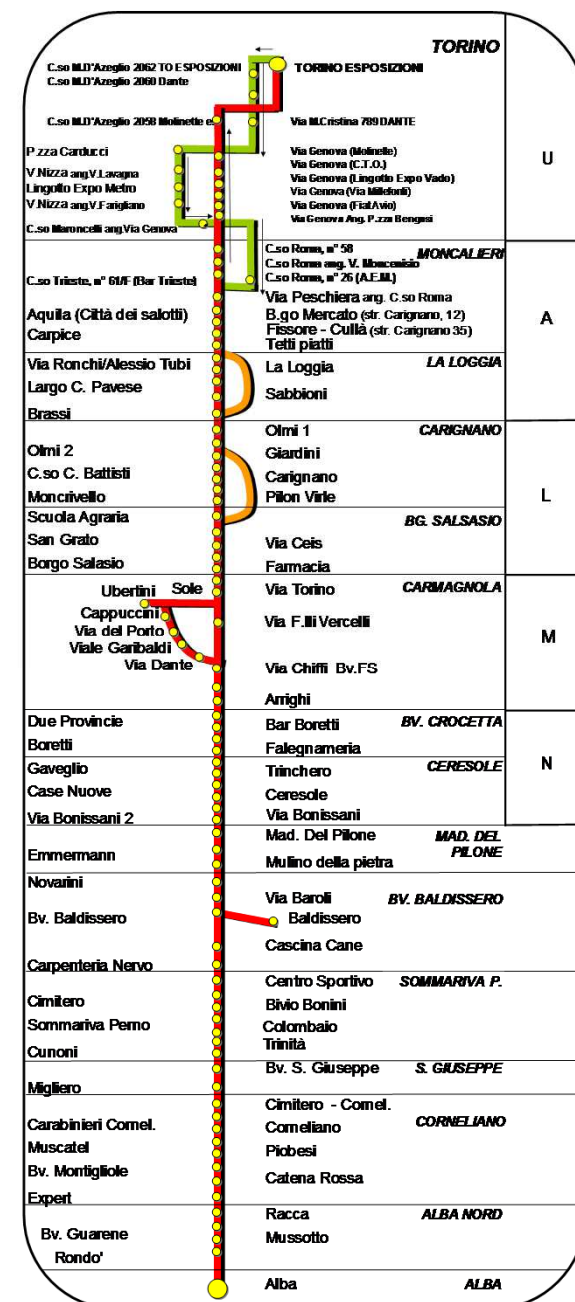 TORINO
C.so M.D'Azeglio 2062 TO ESPOSIZIONI
TORINO ESPOSIZIONI
C.so M.D'Azeglio 2060 Dante
C.so M.D'Azeglio 2058 Molinette
Via M.Cristina 789 DANTE
P.zza Carducci
Via Genova (Molinelle)
V.Nizza ang V.Lavagna
Via Genova (C.T.O.)
Lingotto Expo Metro
Via Genova (Lingotto Expo Vado)
V.Nizza ang V. Farigliano
Via Genova (Via Millefonti)
Via Genova (Fiat Avio)
C.so Maroncelli ang.Via Genova
Via Genova Ang. P.zza Bengasi
U
C.so Roma, n° 58
MONCALIERI
C.so Roma ang. V. Moncenisio
C.so Trieste, n° 61/F (Bar Trieste)
C.so Roma, n° 26 (A.E.M.)
Via Peschiera ang. C.so Roma
Aquila (Città dei salotti)
B.go Mercato (str. Carignano, 12)
Carpice
Fissore - Cullà (str. Carignano 35)
Tetti piatti
A
Via Ronchi/Alessio Tubi
La Loggia
LA LOGGIA
Largo C. Pavese
Sabbioni
Brassi
Olmi 1
CARIGNANO
Olmi 2
Giardini
C.so C. Battisti
Carignano
Moncrivello
Pilon Virle
L
Scuola Agraria
BG. SALSASIO
San Grato
Via Ceis
Borgo Salasio
Farmacia
Ubertini
Sole
Via Torino
CARMAGNOLA
Cappuccini
Via del Porto
Via F.lli Vercelli
Viale Garibaldi
Via Dante
Via Chiffi Bv.FS
Arrighi
M
Due Provincie
Bar Boretti
BV. CROCETTA
Boretti
Falegnameria
Gaveglio
Trinchero
CERESOLE
N
Case Nuove
Ceresole
Via Bonissani 2
Via Bonissani
Mad. Del Pilone
MAD. DEL
PILONE
Emmermann
Mulino della pietra
Novarini
Via Baroli
BV. BALDISSERO
Bv. Baldissero
Baldissero
Cascina Cane
Carpenteria Nervo
Centro Sportivo
SOMMARIVA P.
Cimitero
Bivio Bonini
Sommariva Perno
Colombaio
Trinità
Cunoni
Bv. S. Giuseppe
S. GIUSEPPE
Migliero
Cimitero - Cornel.
Carabinieri Cornel.
Corneliano
CORNELIANO
Muscatel
Piobesi
Bv. Montigliole
Catena Rossa
Expert
Racca
ALBA NORD
Bv. Guarene
Mussotto
Rondo'
Alba
ALBA